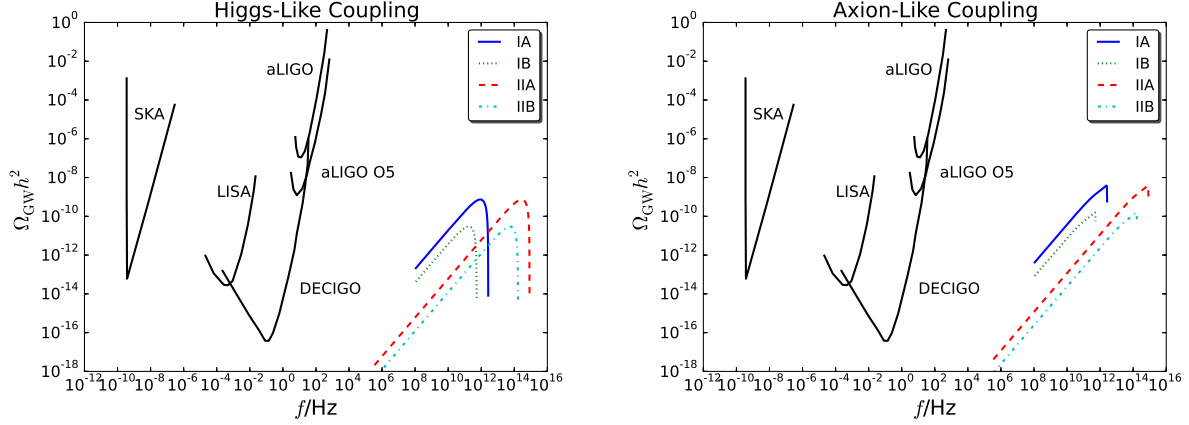 Higgs-Like Coupling
10^0
10^-2
10^-4
10^-6
10^-8
10^-10
10^-12
10^-14
10^-16
10^-18
Ω_GW h^2
SKA
LISA
aLIGO
aLIGO O5
DECIGO
IA
IB
IIA
IIB
10^-12 10^-10 10^-8 10^-6 10^-4 10^-2 10^0 10^2 10^4 10^6 10^8 10^10 10^12 10^14 10^16
f/Hz
Axion-Like Coupling
10^0
10^-2
10^-4
10^-6
10^-8
10^-10
10^-12
10^-14
10^-16
10^-18
Ω_GW h^2
SKA
LISA
aLIGO
aLIGO O5
DECIGO
IA
IB
IIA
IIB
10^-12 10^-10 10^-8 10^-6 10^-4 10^-2 10^0 10^2 10^4 10^6 10^8 10^10 10^12 10^14 10^16
f/Hz